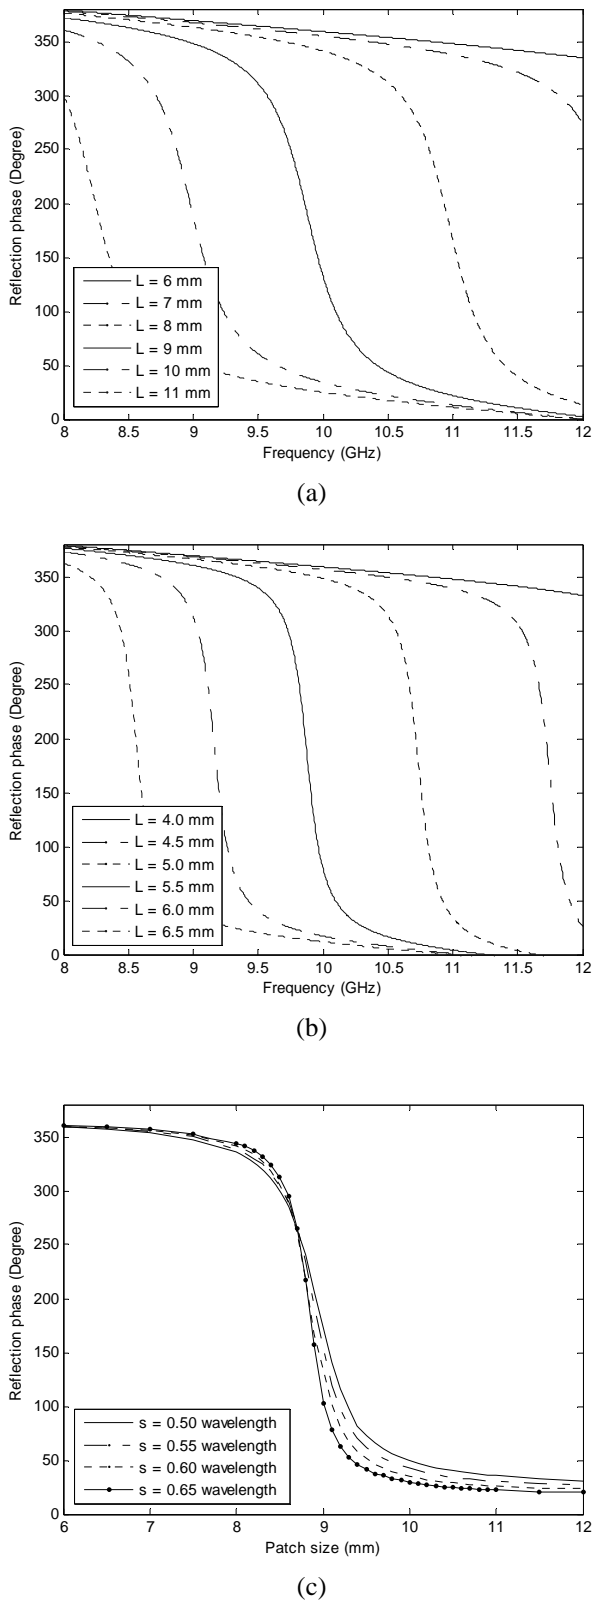 350
300
250
200
150
100
50
0
Reflection phase (Degree)
L = 6 mm
L = 7 mm
L = 8 mm
L = 9 mm
L = 10 mm
L = 11 mm
8 8.5 9 9.5 10 10.5 11 11.5 12
Frequency (GHz)
(a)
350
300
250
200
150
100
50
0
Reflection phase (Degree)
L = 4.0 mm
L = 4.5 mm
L = 5.0 mm
L = 5.5 mm
L = 6.0 mm
L = 6.5 mm
8 8.5 9 9.5 10 10.5 11 11.5 12
Frequency (GHz)
(b)
350
300
250
200
150
100
50
0
Reflection phase (Degree)
s = 0.50 wavelength
s = 0.55 wavelength
s = 0.60 wavelength
s = 0.65 wavelength
6 7 8 9 10 11 12
Patch size (mm)
(c)